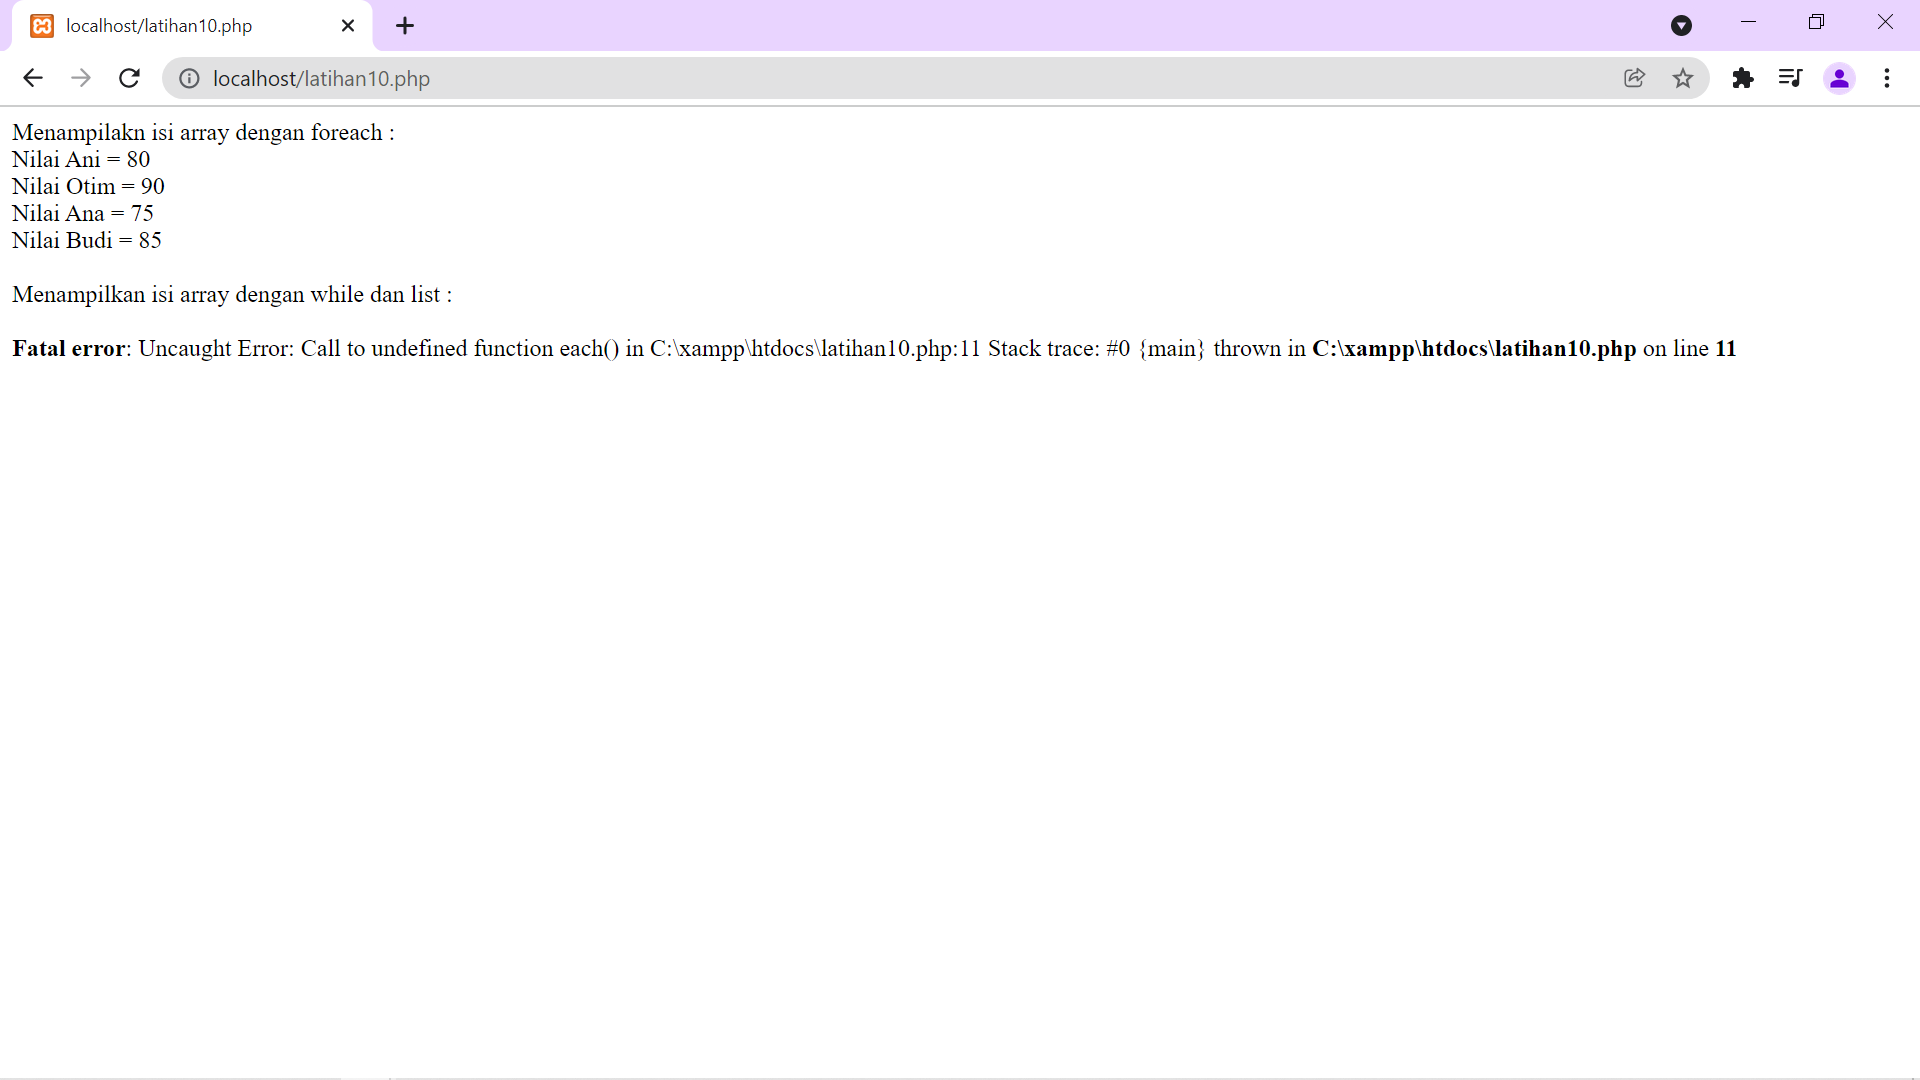 localhost/latihan10.php
localhost/latihan10.php
Menampilakn isi array dengan foreach :
Nilai Ani = 80
Nilai Otim = 90
Nilai Ana = 75
Nilai Budi = 85
Menampilkan isi array dengan while dan list :
Fatal error: Uncaught Error: Call to undefined function each() in C:\xampp\htdocs\latihan10.php:11 Stack trace: #0 {main} thrown in C:\xampp\htdocs\latihan10.php on line 11